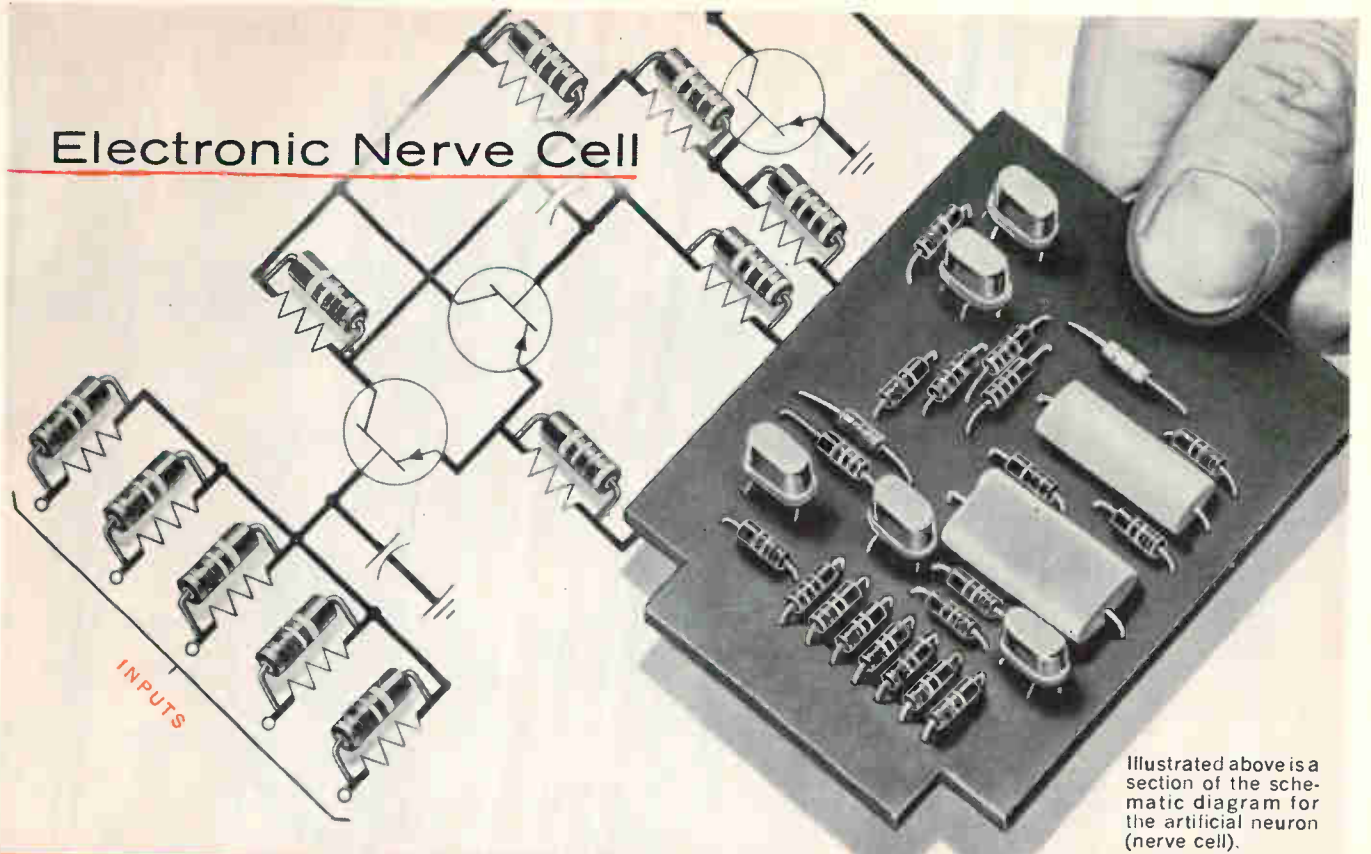 Electronic Nerve Cell
INPUTS
Illustrated above is a
section of the sche-
matic diagram for
the artificial neuron
(nerve cell).